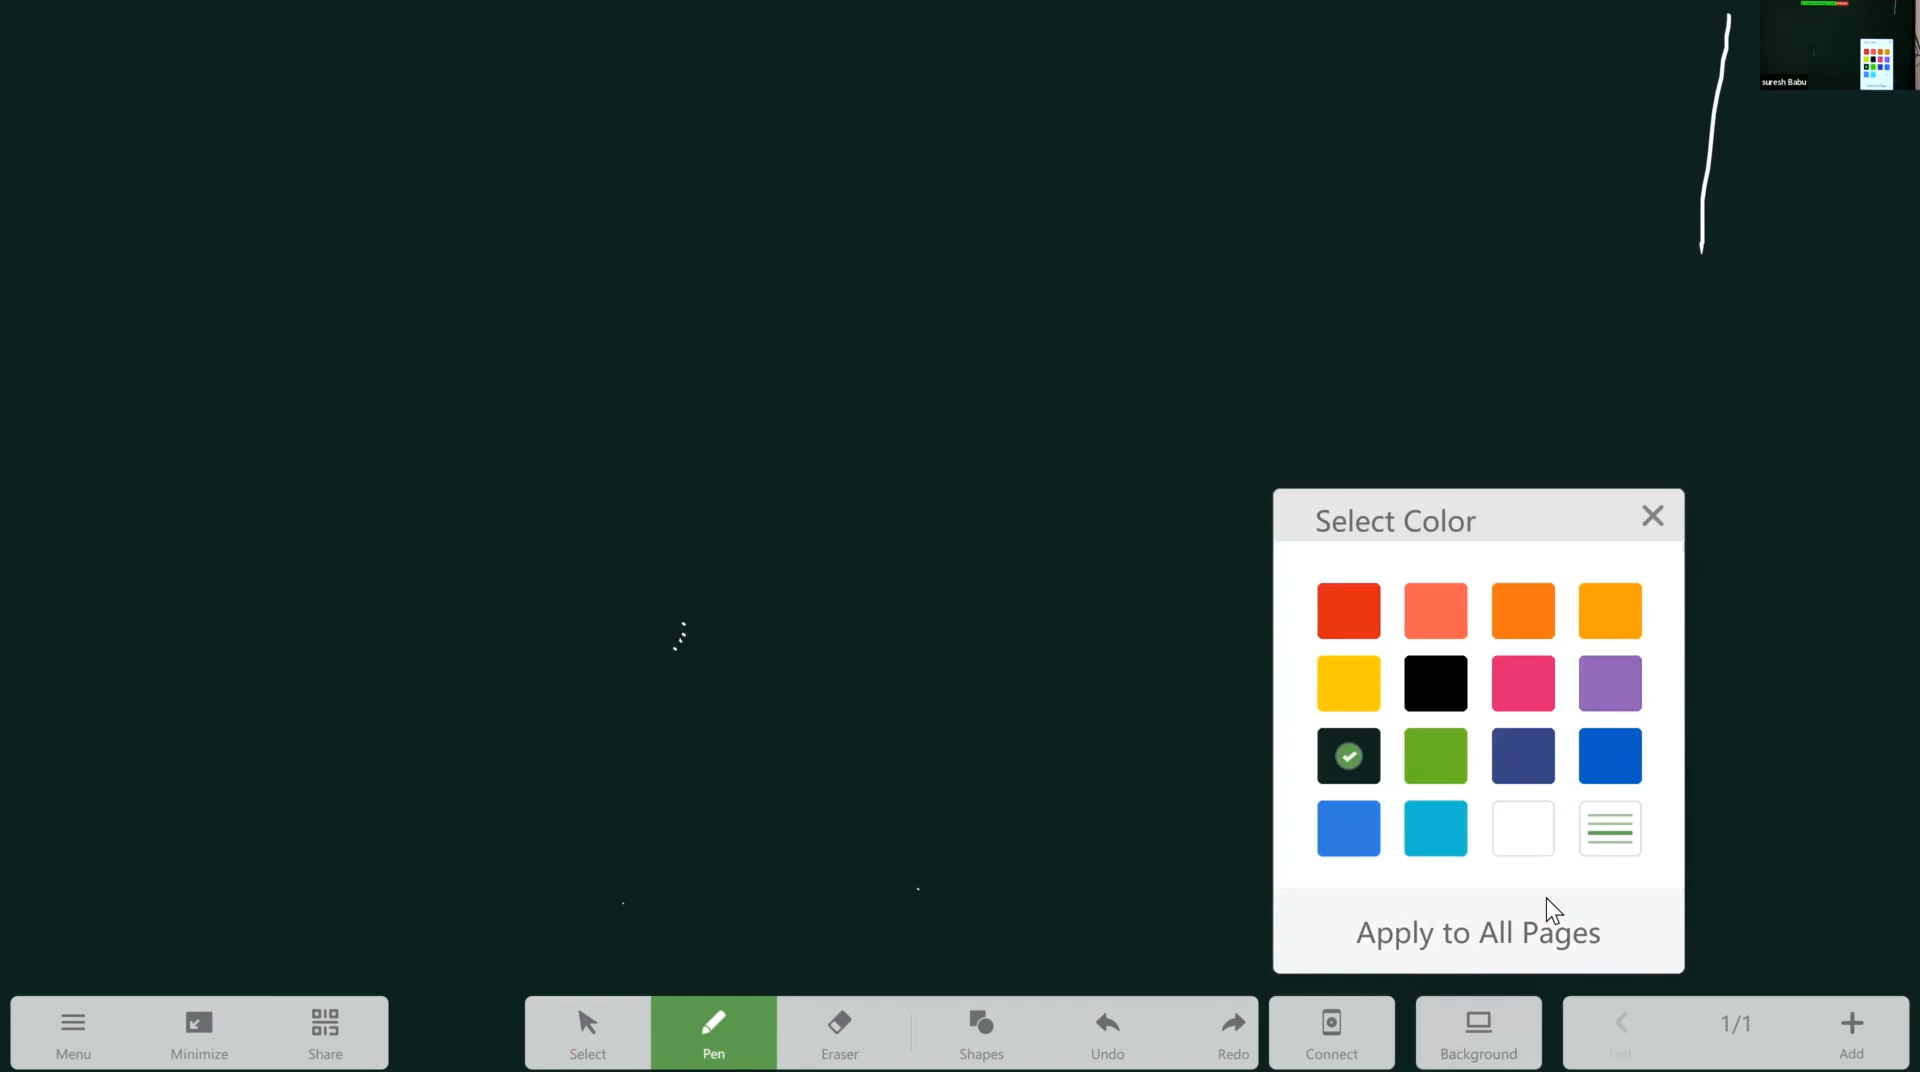 suresh Babu
Select Color
Apply to All Pages
Menu
Minimize
Share
Select
Pen
Eraser
Shapes
Undo
Redo
Connect
Background
Last
1/1
Add